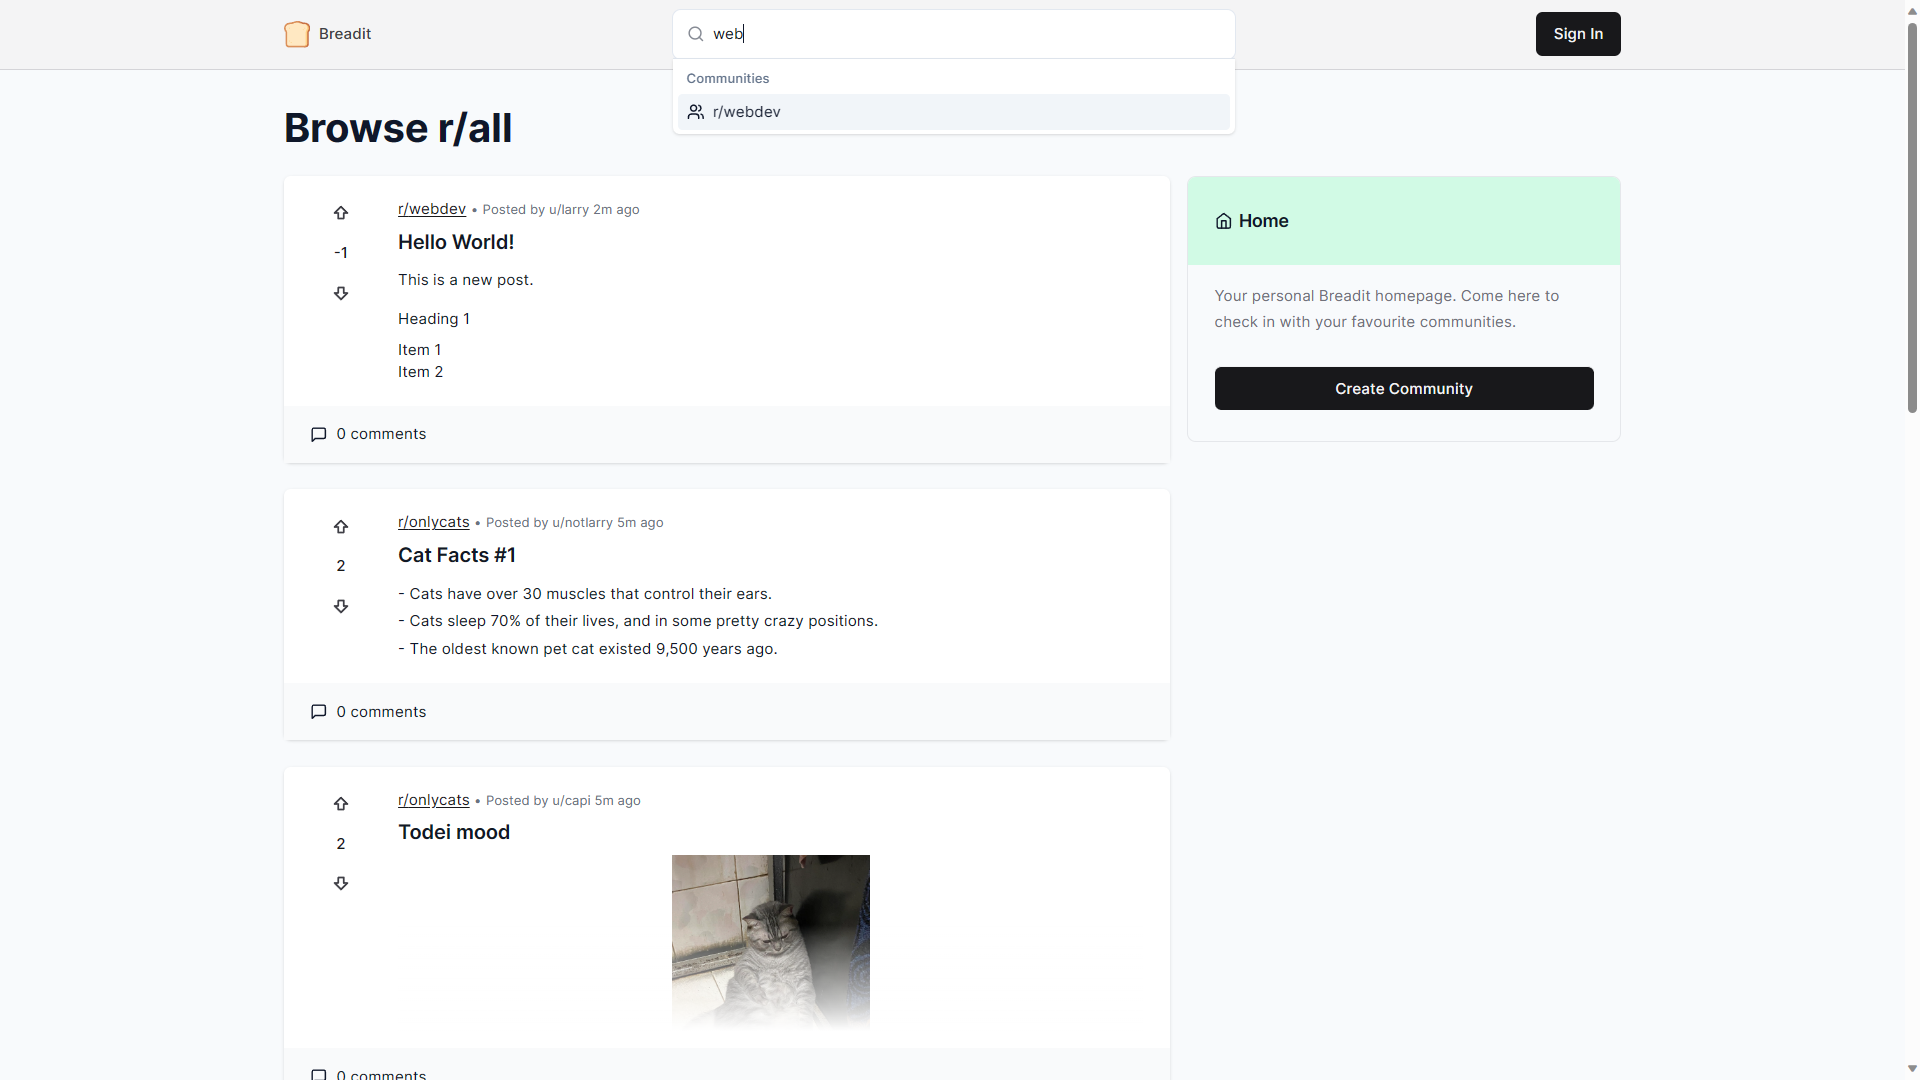 Breadit
web
Sign In
Communities
r/webdev
Browse r/all
r/webdev • Posted by u/larry 2m ago
Hello World!
-1
This is a new post.
Heading 1
Item 1
Item 2
0 comments
Home
Your personal Breadit homepage. Come here to
check in with your favourite communities.
Create Community
r/onlycats • Posted by u/notlarry 5m ago
Cat Facts #1
2
- Cats have over 30 muscles that control their ears.
- Cats sleep 70% of their lives, and in some pretty crazy positions.
- The oldest known pet cat existed 9,500 years ago.
0 comments
r/onlycats • Posted by u/capi 5m ago
Todei mood
2
0 comments